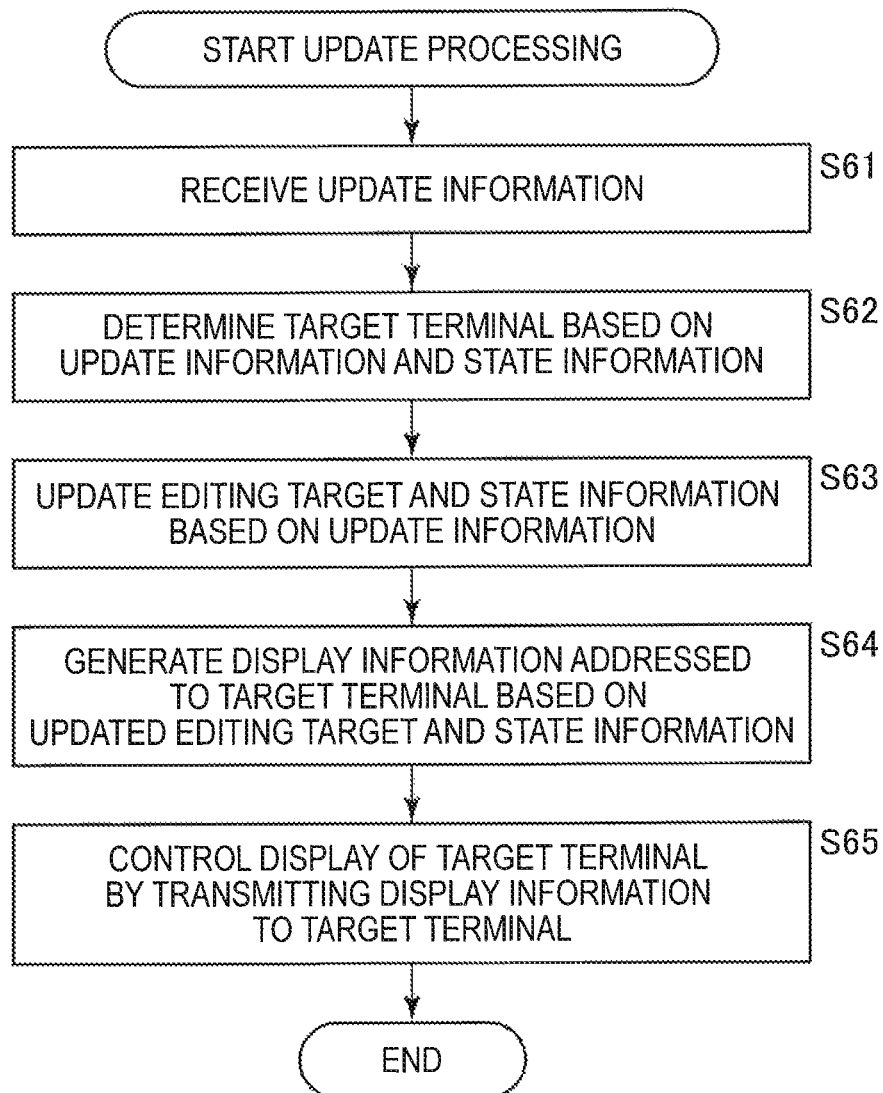 START UPDATE PROCESSING
S61
RECEIVE UPDATE INFORMATION
S62
DETERMINE TARGET TERMINAL BASED ON
UPDATE INFORMATION AND STATE INFORMATION
S63
UPDATE EDITING TARGET AND STATE INFORMATION
BASED ON UPDATE INFORMATION
S64
GENERATE DISPLAY INFORMATION ADDRESSED
TO TARGET TERMINAL BASED ON
UPDATED EDITING TARGET AND STATE INFORMATION
S65
CONTROL DISPLAY OF TARGET TERMINAL
BY TRANSMITTING DISPLAY INFORMATION
TO TARGET TERMINAL
END